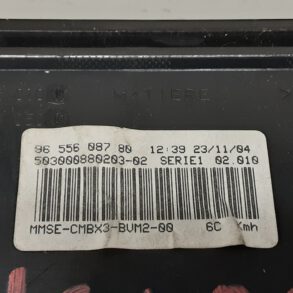 MATIERE
96 556 087 80 12:39 23/11/04
503000880203-02 SERIE1 02.010
MMSE-CMBX3-BVM2-00 6C Kmh